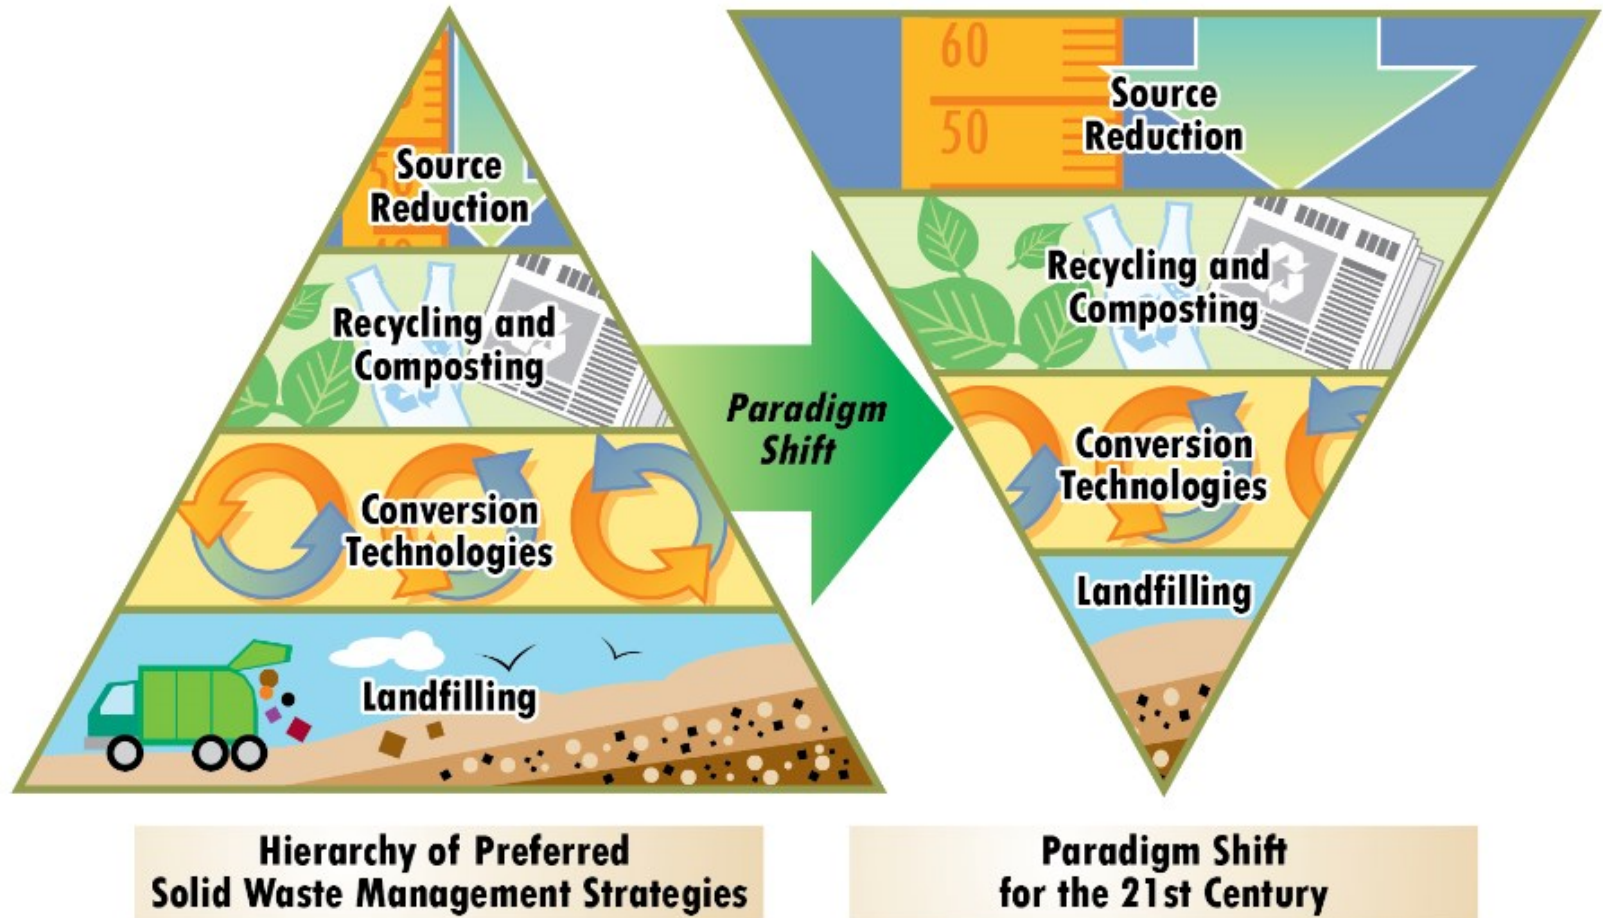 Source
Reduction
Recycling and
Composting
Conversion
Technologies
Landfilling
Hierarchy of Preferred
Solid Waste Management Strategies
Paradigm
Shift
60
50
Source
Reduction
Recycling and
Composting
Conversion
Technologies
Landfilling
Paradigm Shift
for the 21st Century